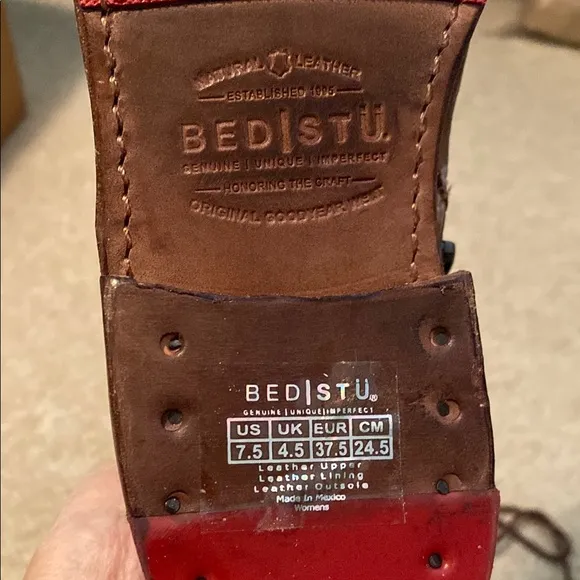 NATURAL LEATHER
ESTABLISHED 1995
BED|STÜ.
GENUINE | UNIQUE | IMPERFECT
HONORING THE CRAFT
ORIGINAL GOODYEAR WELT
BED|STÜ®
GENUINE | UNIQUE | IMPERFECT
US UK EUR CM
7.5 4.5 37.5 24.5
Leather Upper
Leather Lining
Leather Outsole
Made in Mexico
Womens